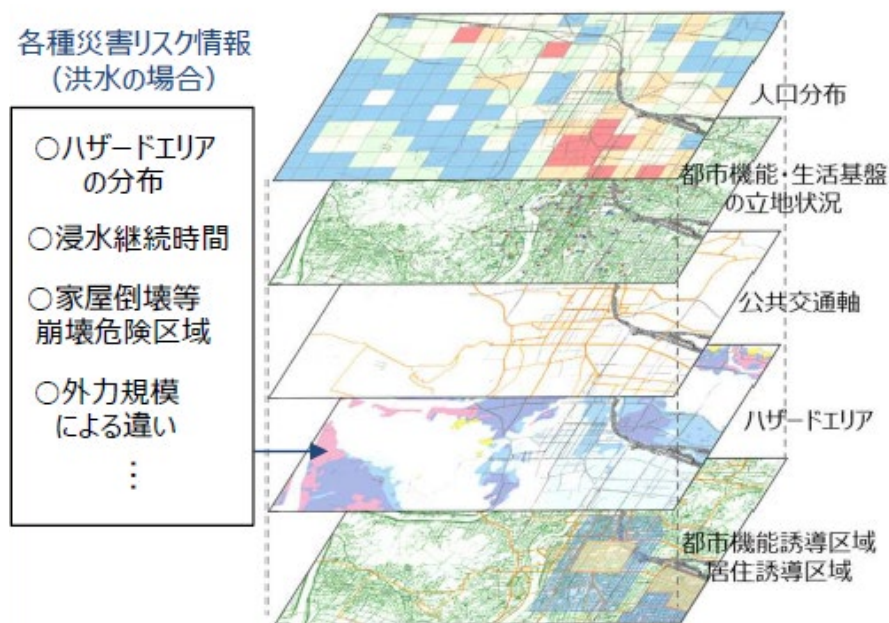 各種災害リスク情報
（洪水の場合）
○ハザードエリア
の分布
○浸水継続時間
○家屋倒壊等
崩壊危険区域
○外力規模
による違い
⋮
人口分布
都市機能・生活基盤
の立地状況
公共交通軸
ハザードエリア
都市機能誘導区域
居住誘導区域